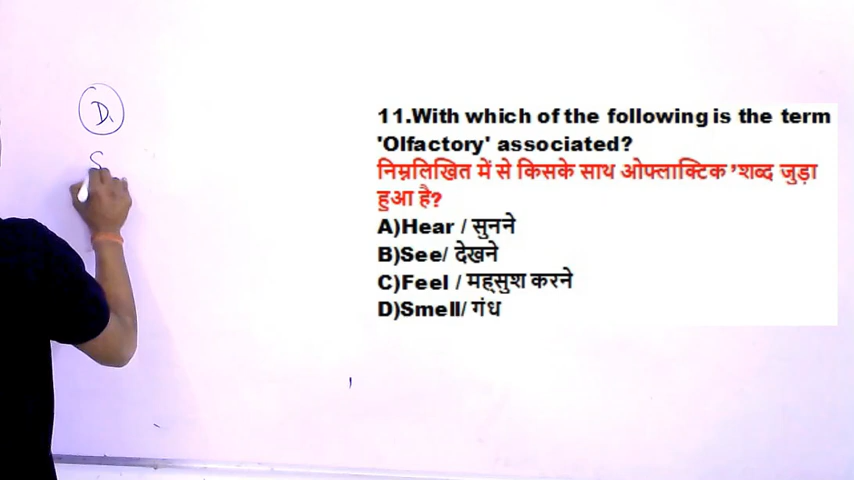 D
S
11.With which of the following is the term
'Olfactory' associated?
निम्नलिखित में से किसके साथ ओफ्लाक्टिक ’शब्द जुड़ा
हुआ है?
A)Hear / सुनने
B)See/ देखने
C)Feel / महसुश करने
D)Smell/ गंध